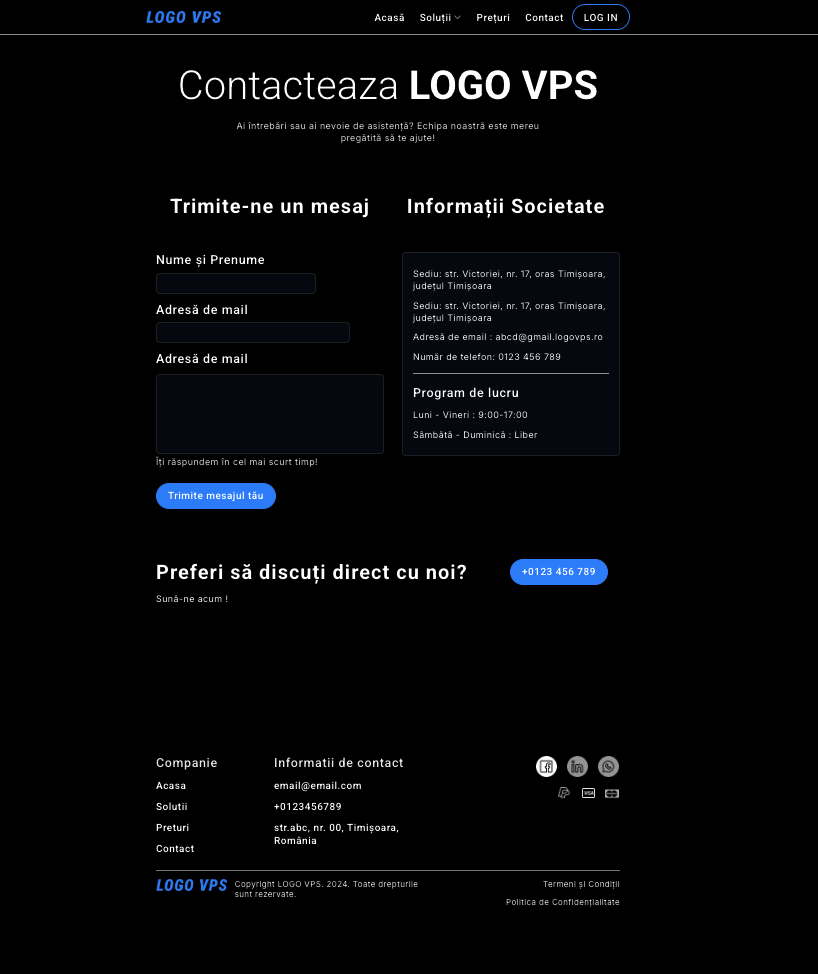 LOGO VPS
Acasă
Soluții
Prețuri
Contact
LOG IN
Contacteaza LOGO VPS
Ai întrebări sau ai nevoie de asistență? Echipa noastră este mereu
pregătită să te ajute!
Trimite-ne un mesaj
Nume și Prenume
Adresă de mail
Adresă de mail
Îți răspundem în cel mai scurt timp!
Trimite mesajul tău
Informații Societate
Sediu: str. Victoriei, nr. 17, oras Timișoara,
județul Timișoara
Sediu: str. Victoriei, nr. 17, oras Timișoara,
județul Timișoara
Adresă de email : abcd@gmail.logovps.ro
Număr de telefon: 0123 456 789
Program de lucru
Luni - Vineri : 9:00-17:00
Sâmbătă - Duminică : Liber
Preferi să discuți direct cu noi?
+0123 456 789
Sună-ne acum !
Companie
Acasa
Solutii
Preturi
Contact
Informatii de contact
email@email.com
+0123456789
str.abc, nr. 00, Timișoara,
România
VISA
LOGO VPS
Copyright LOGO VPS. 2024. Toate drepturile
sunt rezervate.
Termeni și Condiții
Politica de Confidențialitate